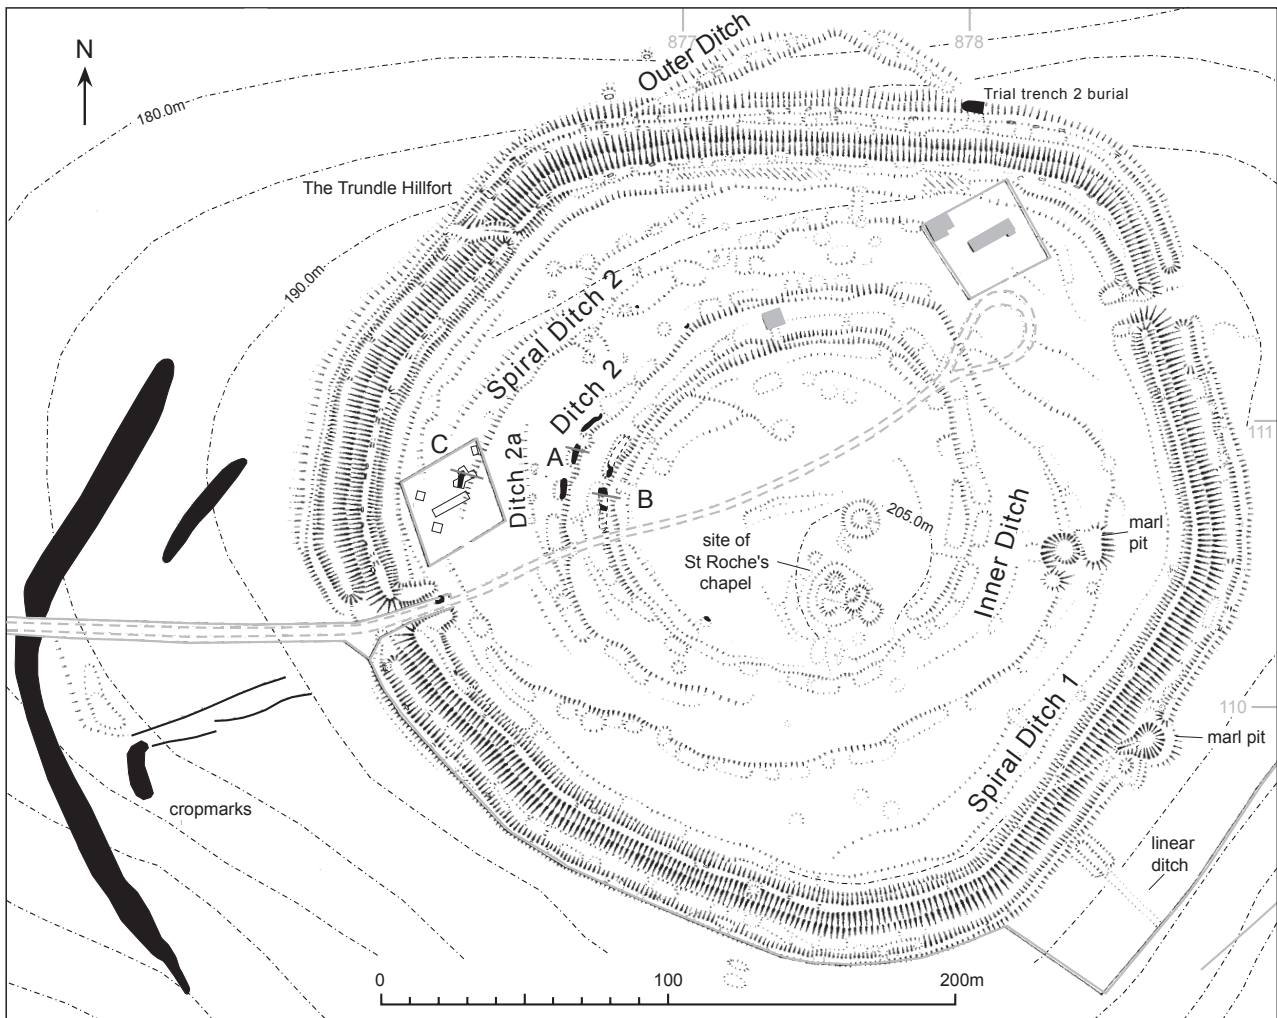 877
878
N
Outer Ditch
Trial trench 2 burial
180.0m
The Trundle Hillfort
190.0m
Spiral Ditch 2
Ditch 2
111
C
A
Ditch 2a
B
205.0m
marl
pit
site of
St Roche's
chapel
Inner Ditch
Spiral Ditch 1
110
marl pit
cropmarks
linear
ditch
0
100
200m